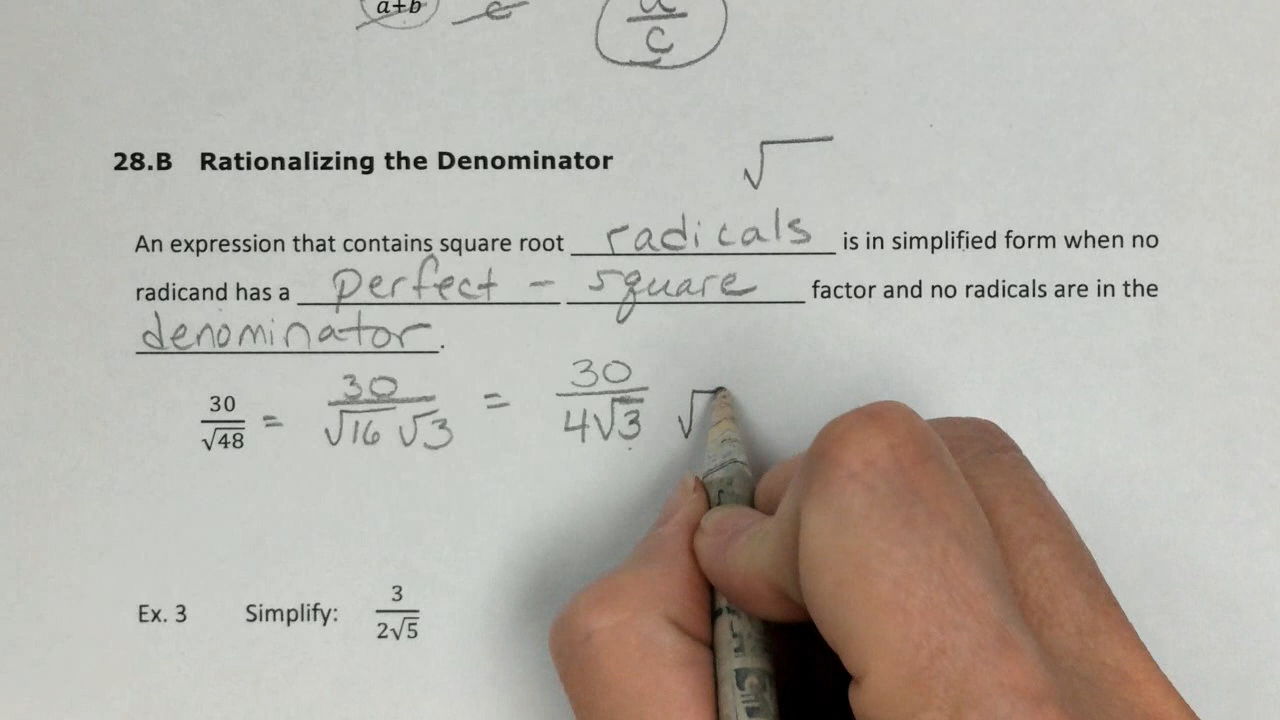 a+b c a/c
28.B Rationalizing the Denominator √
An expression that contains square root radicals is in simplified form when no
radicand has a perfect - square factor and no radicals are in the
denominator.
30/√48 = 30/√16 √3 = 30/4√3 √
Ex. 3 Simplify: 3/2√5